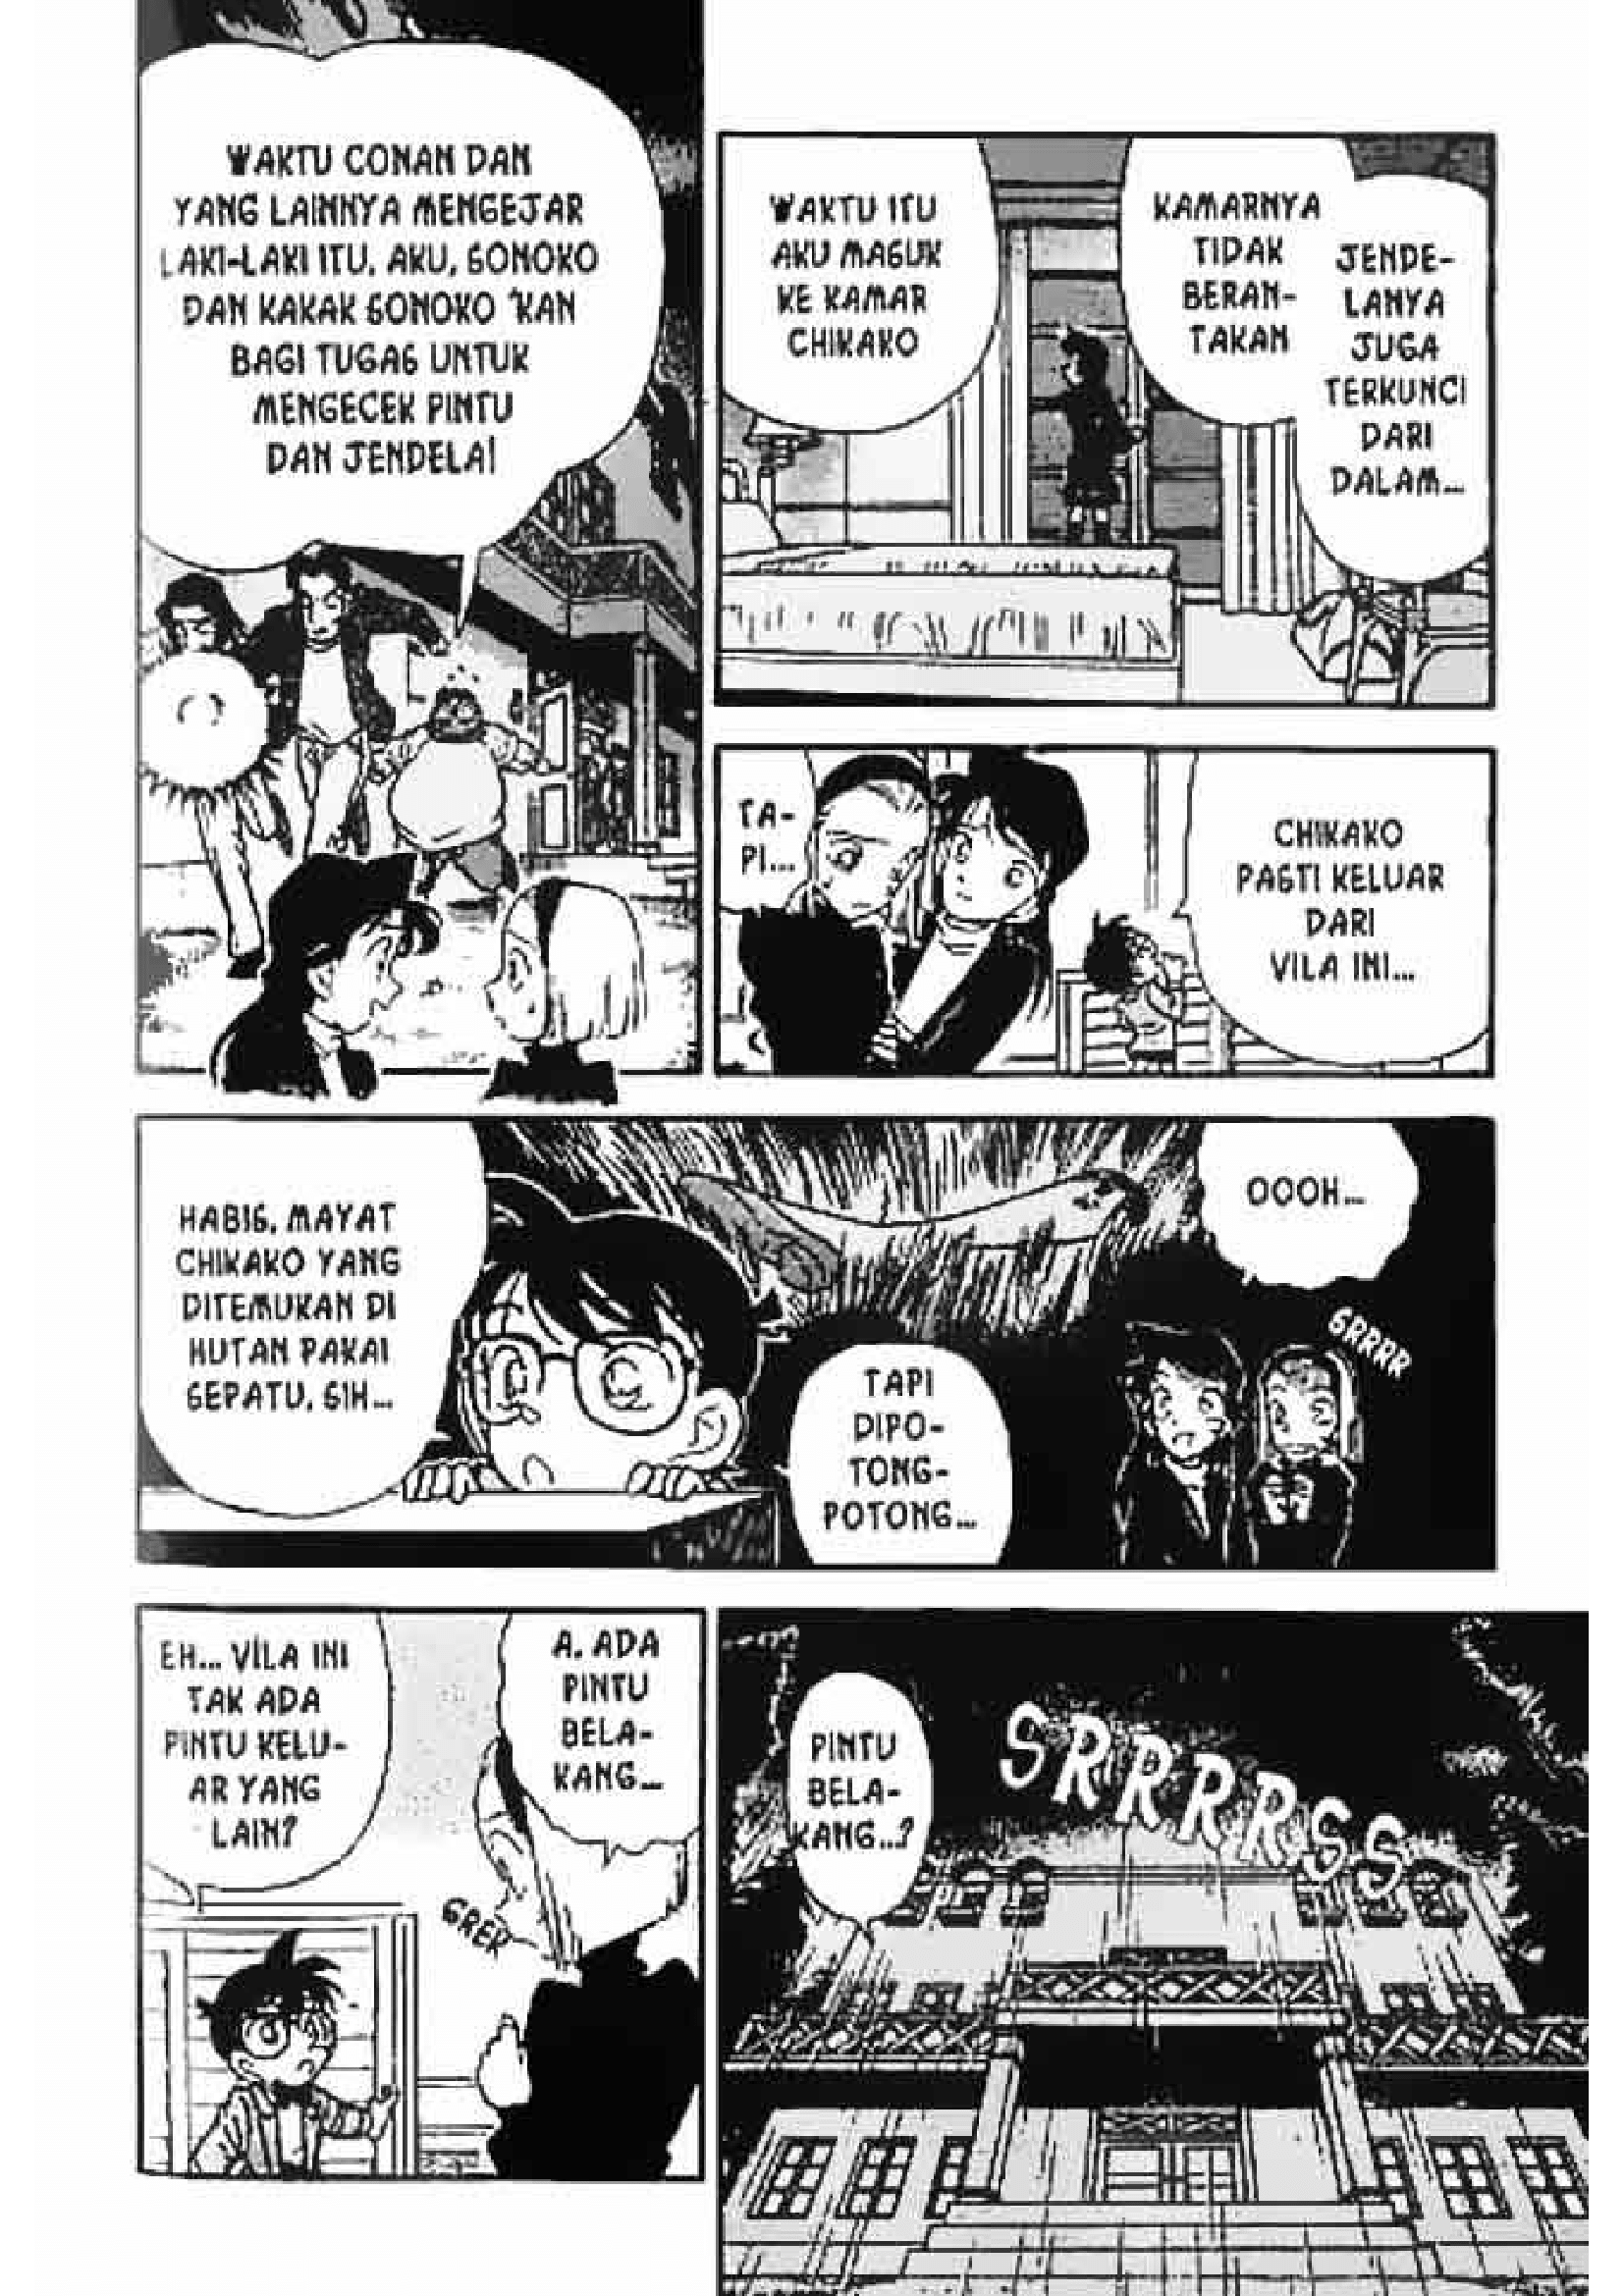 WAKTU CONAN DAN
YANG LAINNYA MENGEJAR
LAKI-LAKI ITU, AKU, SONOKO
DAN KAKAK SONOKO 'KAN
BAGI TUGAS UNTUK
MENGECEK PINTU
DAN JENDELA!
WAKTU ITU
AKU MASUK
KE KAMAR
CHIKAKO
KAMARNYA
TIDAK
BERAN-
TAKAN
JENDE-
LANYA
JUGA
TERKUNCI
DARI
DALAM...
TA-
PI...
CHIKAKO
PASTI KELUAR
DARI
VILA INI...
HABIS, MAYAT
CHIKAKO YANG
DITEMUKAN DI
HUTAN PAKAI
SEPATU, SIH...
TAPI
DIPO-
TONG-
POTONG...
OOOH...
GRRRR
EH... VILA INI
TAK ADA
PINTU KELU-
AR YANG
LAIN?
A, ADA
PINTU
BELA-
KANG...
GRER
PINTU
BELA-
KANG...?
SRRRRSS